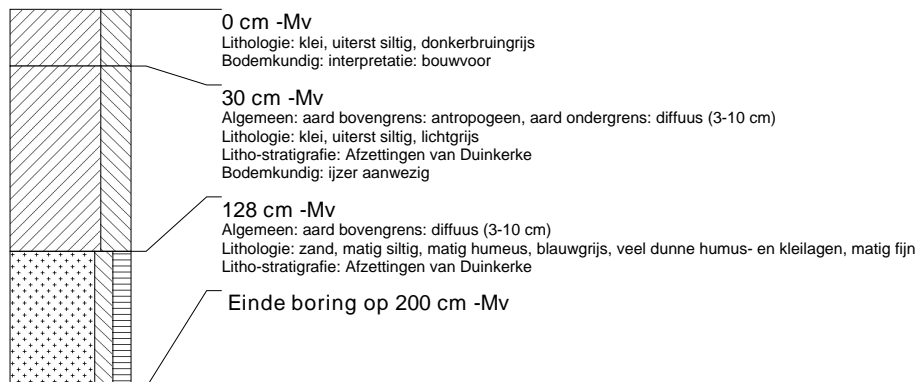 0 cm -Mv
Lithologie: klei, uiterst siltig, donkerbruingrijs
Bodemkundig: interpretatie: bouwvoor
30 cm -Mv
Algemeen: aard bovengrens: antropogeen, aard ondergrens: diffuus (3-10 cm)
Lithologie: klei, uiterst siltig, lichtgrijs
Litho-stratigrafie: Afzettingen van Duinkerke
Bodemkundig: ijzer aanwezig
128 cm -Mv
Algemeen: aard bovengrens: diffuus (3-10 cm)
Lithologie: zand, matig siltig, matig humeus, blauwgrijs, veel dunne humus- en kleilagen, matig fijn
Litho-stratigrafie: Afzettingen van Duinkerke
Einde boring op 200 cm -Mv